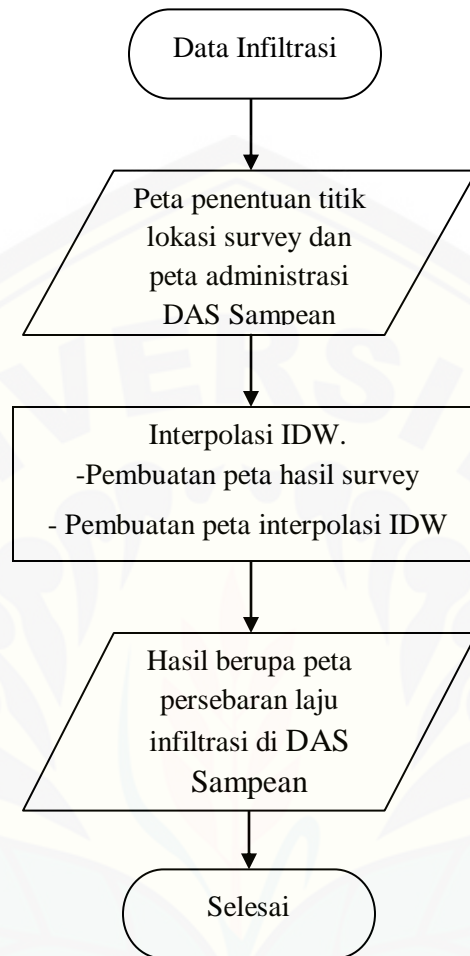 Data Infiltrasi
Peta penentuan titik
lokasi survey dan
peta administrasi
DAS Sampean
Interpolasi IDW.
-Pembuatan peta hasil survey
- Pembuatan peta interpolasi IDW
Hasil berupa peta
persebaran laju
infiltrasi di DAS
Sampean
Selesai